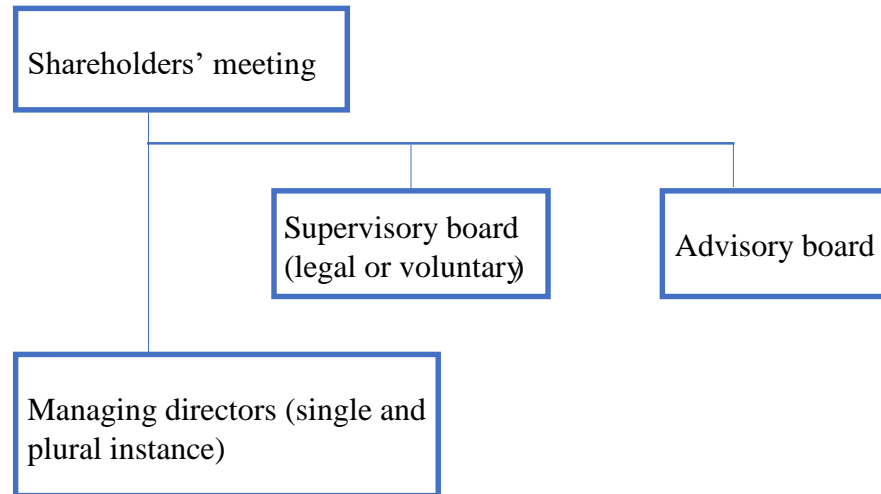 Shareholders’ meeting
Supervisory board
(legal or voluntary)
Advisory board
Managing directors (single and
plural instance)